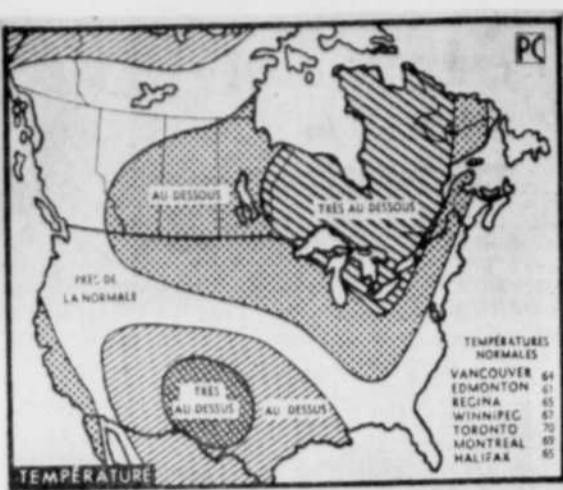 PC
AU DESSOUS
TRÈS AU DESSOUS
PRÈS DE
LA NORMALE
TRÈS
AU DESSUS
AU DESSUS
TEMPÉRATURES
NORMALES
VANCOUVER 64
EDMONTON 61
REGINA 65
WINNIPEG 67
TORONTO 70
MONTREAL 69
HALIFAX 65
TEMPÉRATURE